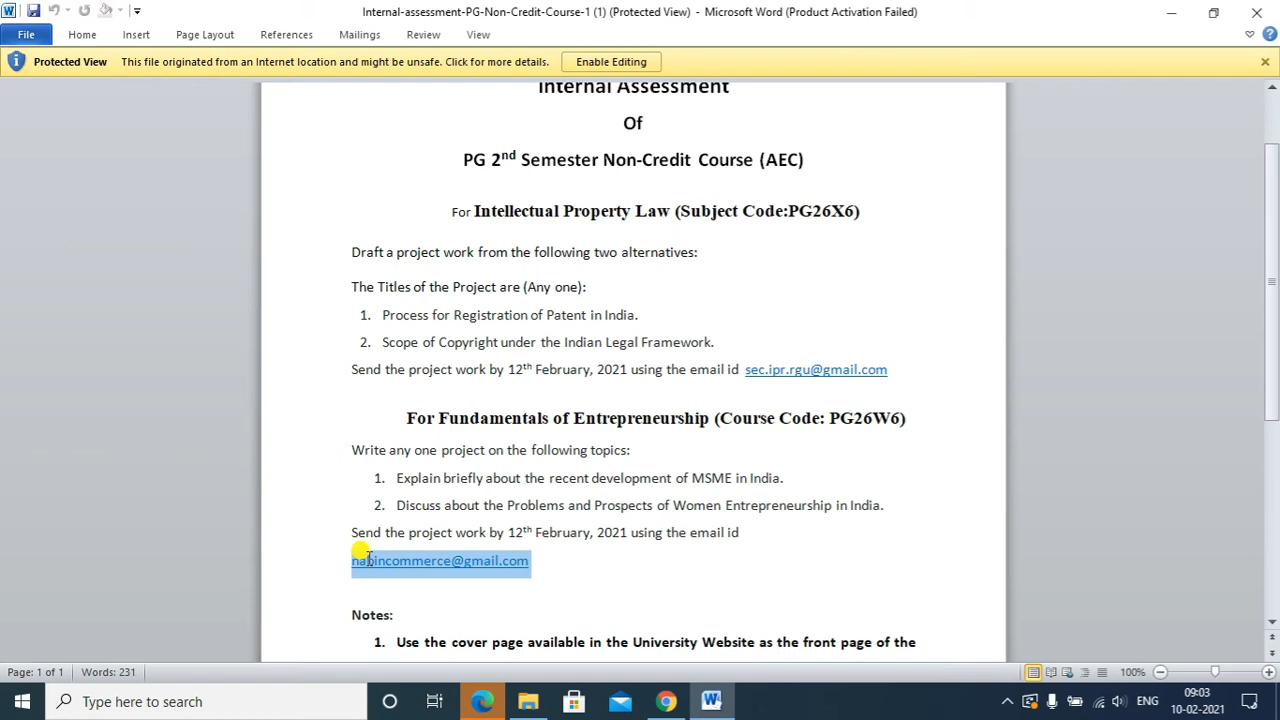 Internal-assessment-PG-Non-Credit-Course-1 (1) (Protected View) - Microsoft Word (Product Activation Failed)
File Home Insert Page Layout References Mailings Review View
Protected View This file originated from an Internet location and might be unsafe. Click for more details. Enable Editing
Internal Assessment
Of
PG 2nd Semester Non-Credit Course (AEC)
For Intellectual Property Law (Subject Code:PG26X6)
Draft a project work from the following two alternatives:
The Titles of the Project are (Any one):
1. Process for Registration of Patent in India.
2. Scope of Copyright under the Indian Legal Framework.
Send the project work by 12th February, 2021 using the email id sec.ipr.rgu@gmail.com
For Fundamentals of Entrepreneurship (Course Code: PG26W6)
Write any one project on the following topics:
1. Explain briefly about the recent development of MSME in India.
2. Discuss about the Problems and Prospects of Women Entrepreneurship in India.
Send the project work by 12th February, 2021 using the email id
nabincommerce@gmail.com
Notes:
1. Use the cover page available in the University Website as the front page of the
Page: 1 of 1 Words: 231 100%
Type here to search ENG 09:03
10-02-2021